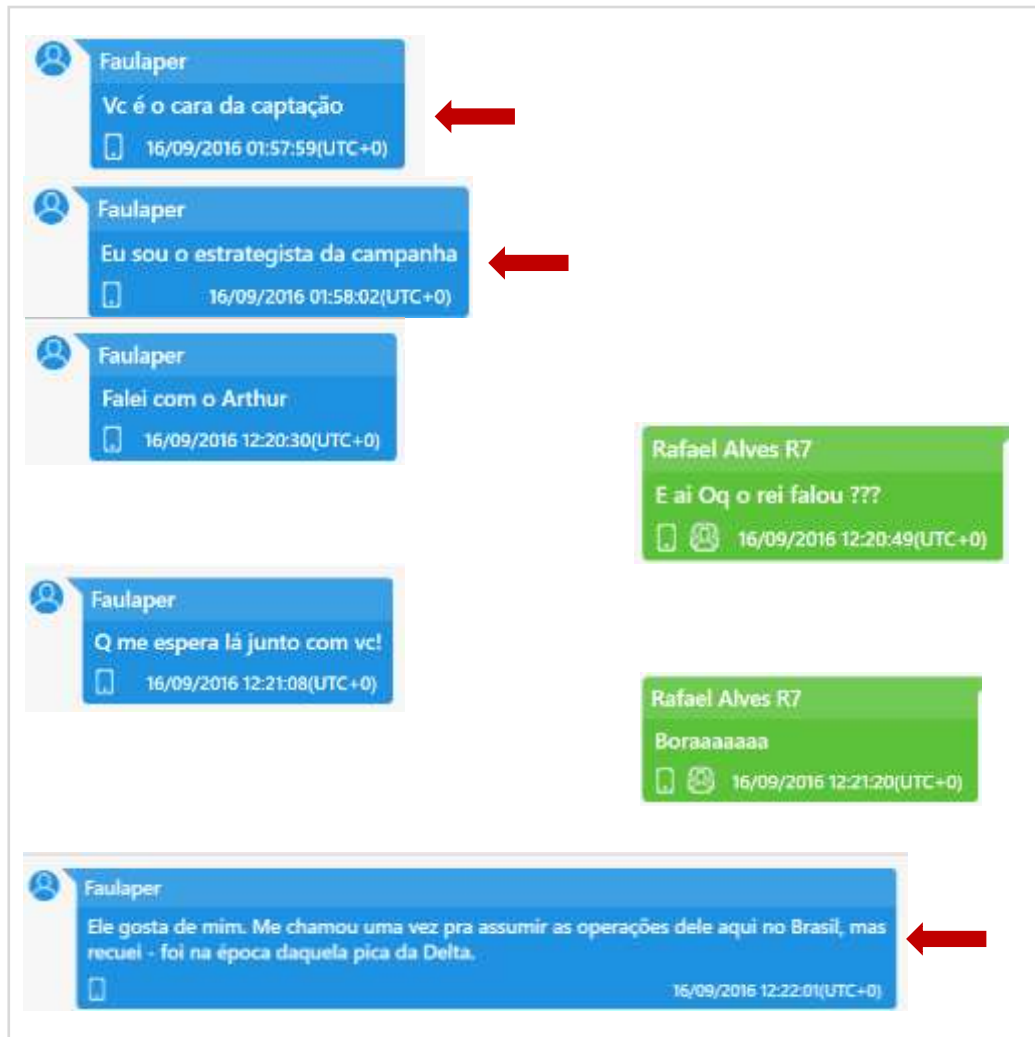 Faulaper
Vc é o cara da captação
16/09/2016 01:57:59(UTC+0)
Faulaper
Eu sou o estrategista da campanha
16/09/2016 01:58:02(UTC+0)
Faulaper
Falei com o Arthur
16/09/2016 12:20:30(UTC+0)
Rafael Alves R7
E ai Oq o rei falou ???
16/09/2016 12:20:49(UTC+0)
Faulaper
Q me espera lá junto com vc!
16/09/2016 12:21:08(UTC+0)
Rafael Alves R7
Boraaaaaaa
16/09/2016 12:21:20(UTC+0)
Faulaper
Ele gosta de mim. Me chamou uma vez pra assumir as operações dele aqui no Brasil, mas
recuei - foi na época daquela pica da Delta.
16/09/2016 12:22:01(UTC+0)